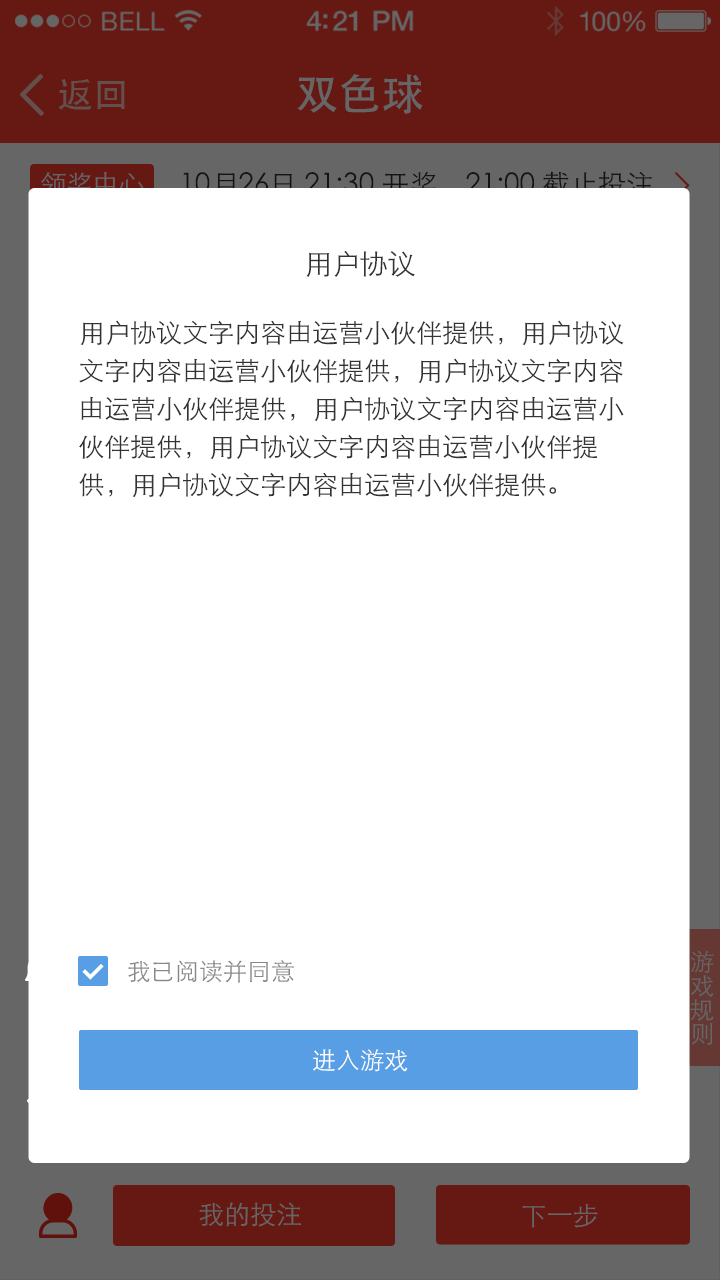 BELL 4:21 PM 100%
返回 双色球
领奖中心 10月26日 21:30 开奖 21:00 截止投注
用户协议
用户协议文字内容由运营小伙伴提供，用户协议
文字内容由运营小伙伴提供，用户协议文字内容
由运营小伙伴提供，用户协议文字内容由运营小
伙伴提供，用户协议文字内容由运营小伙伴提
供，用户协议文字内容由运营小伙伴提供。
游戏规则
我已阅读并同意
进入游戏
我的投注 下一步